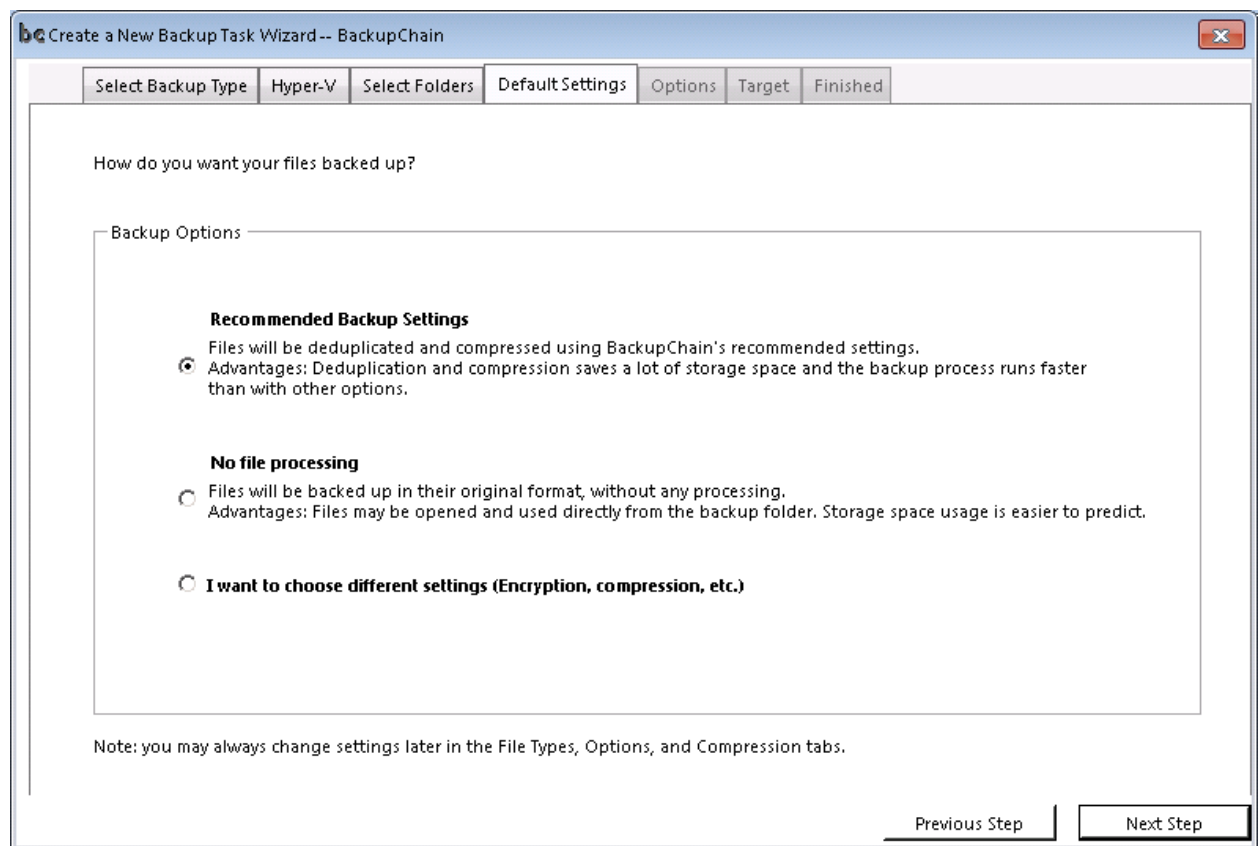 bc Create a New Backup Task Wizard -- BackupChain
Select Backup Type Hyper-V Select Folders Default Settings Options Target Finished
How do you want your files backed up?
Backup Options
Recommended Backup Settings
Files will be deduplicated and compressed using BackupChain's recommended settings.
Advantages: Deduplication and compression saves a lot of storage space and the backup process runs faster
than with other options.
No file processing
Files will be backed up in their original format, without any processing.
Advantages: Files may be opened and used directly from the backup folder. Storage space usage is easier to predict.
I want to choose different settings (Encryption, compression, etc.)
Note: you may always change settings later in the File Types, Options, and Compression tabs.
Previous Step Next Step